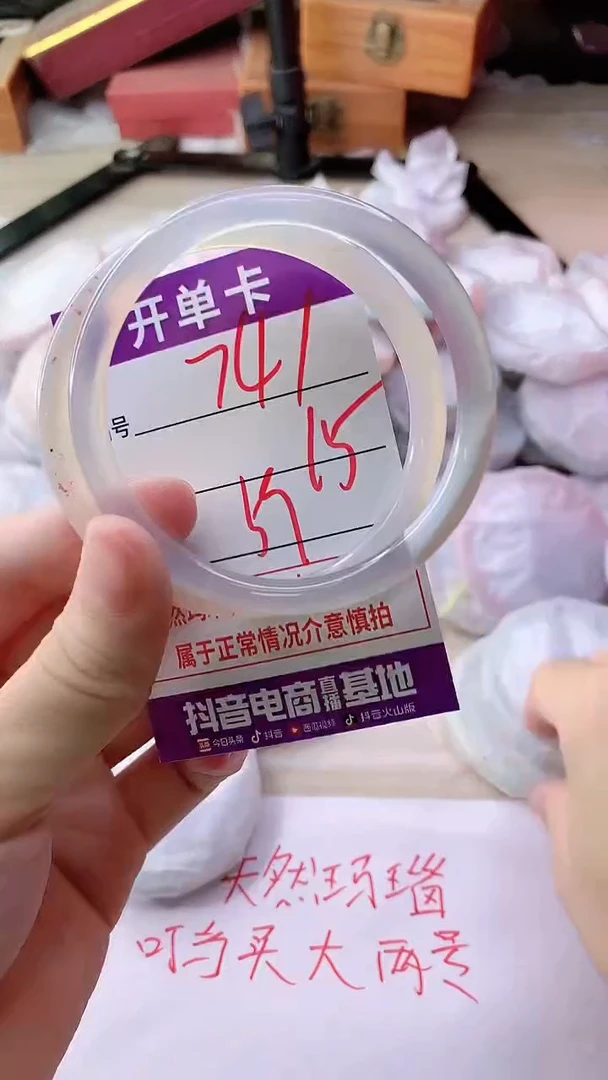 开单卡
741
号
15
57
属于正常情况介意慎拍
抖音电商直播基地
今日头条 抖音 西瓜视频 抖音火山版
天然玛瑙
叮当买大两号